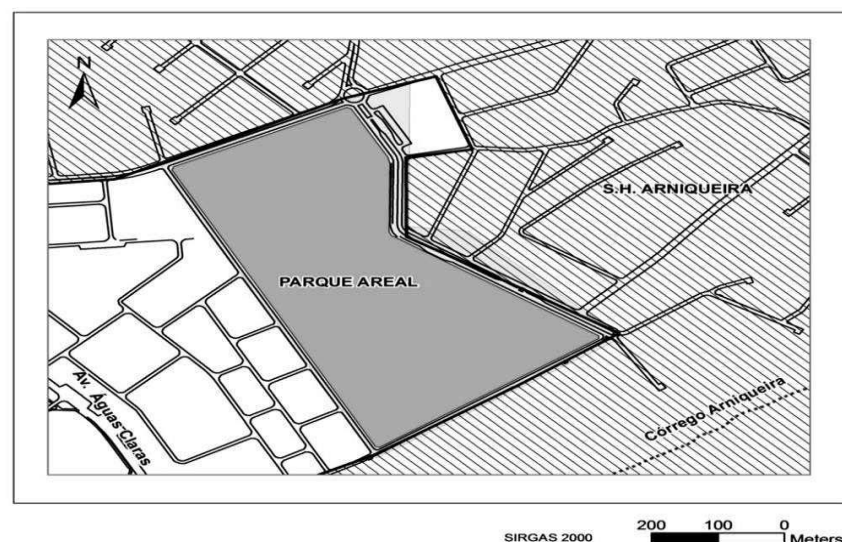 N
S.H. ARNIQUEIRA
PARQUE AREAL
Av. Águas Claras
Córrego Arniqueira
SIRGAS 2000
200 100 0
Meters